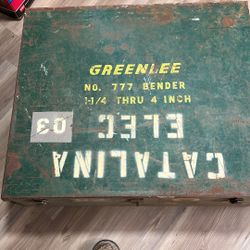 GREENLEE
NO. 777 BENDER
1-1/4 THRU 4 INCH
CATALINA
ELEC
03